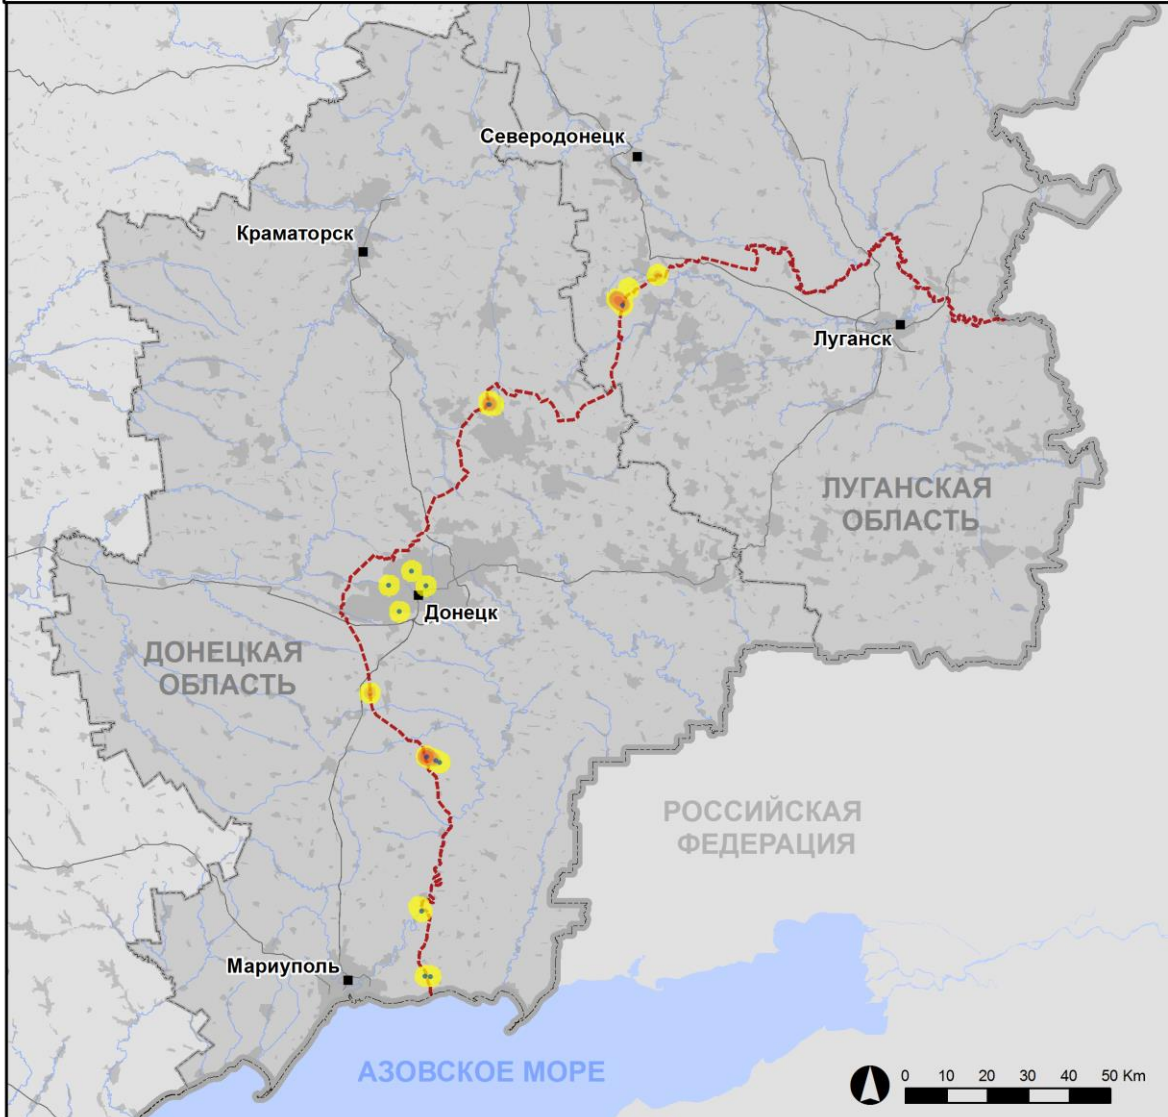 Северодонецк
Краматорск
Луганск
ЛУГАНСКАЯ
ОБЛАСТЬ
Донецк
ДОНЕЦКАЯ
ОБЛАСТЬ
РОССИЙСКАЯ
ФЕДЕРАЦИЯ
Мариуполь
АЗОВСКОЕ МОРЕ
0 10 20 30 40 50 Km